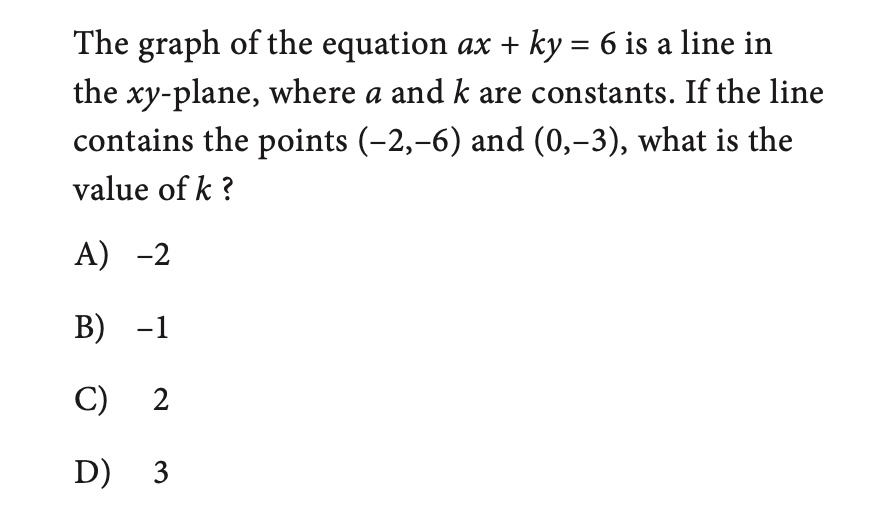 The graph of the equation ax + ky = 6 is a line in
the xy-plane, where a and k are constants. If the line
contains the points (–2,–6) and (0,–3), what is the
value of k ?
A) –2
B) –1
C) 2
D) 3